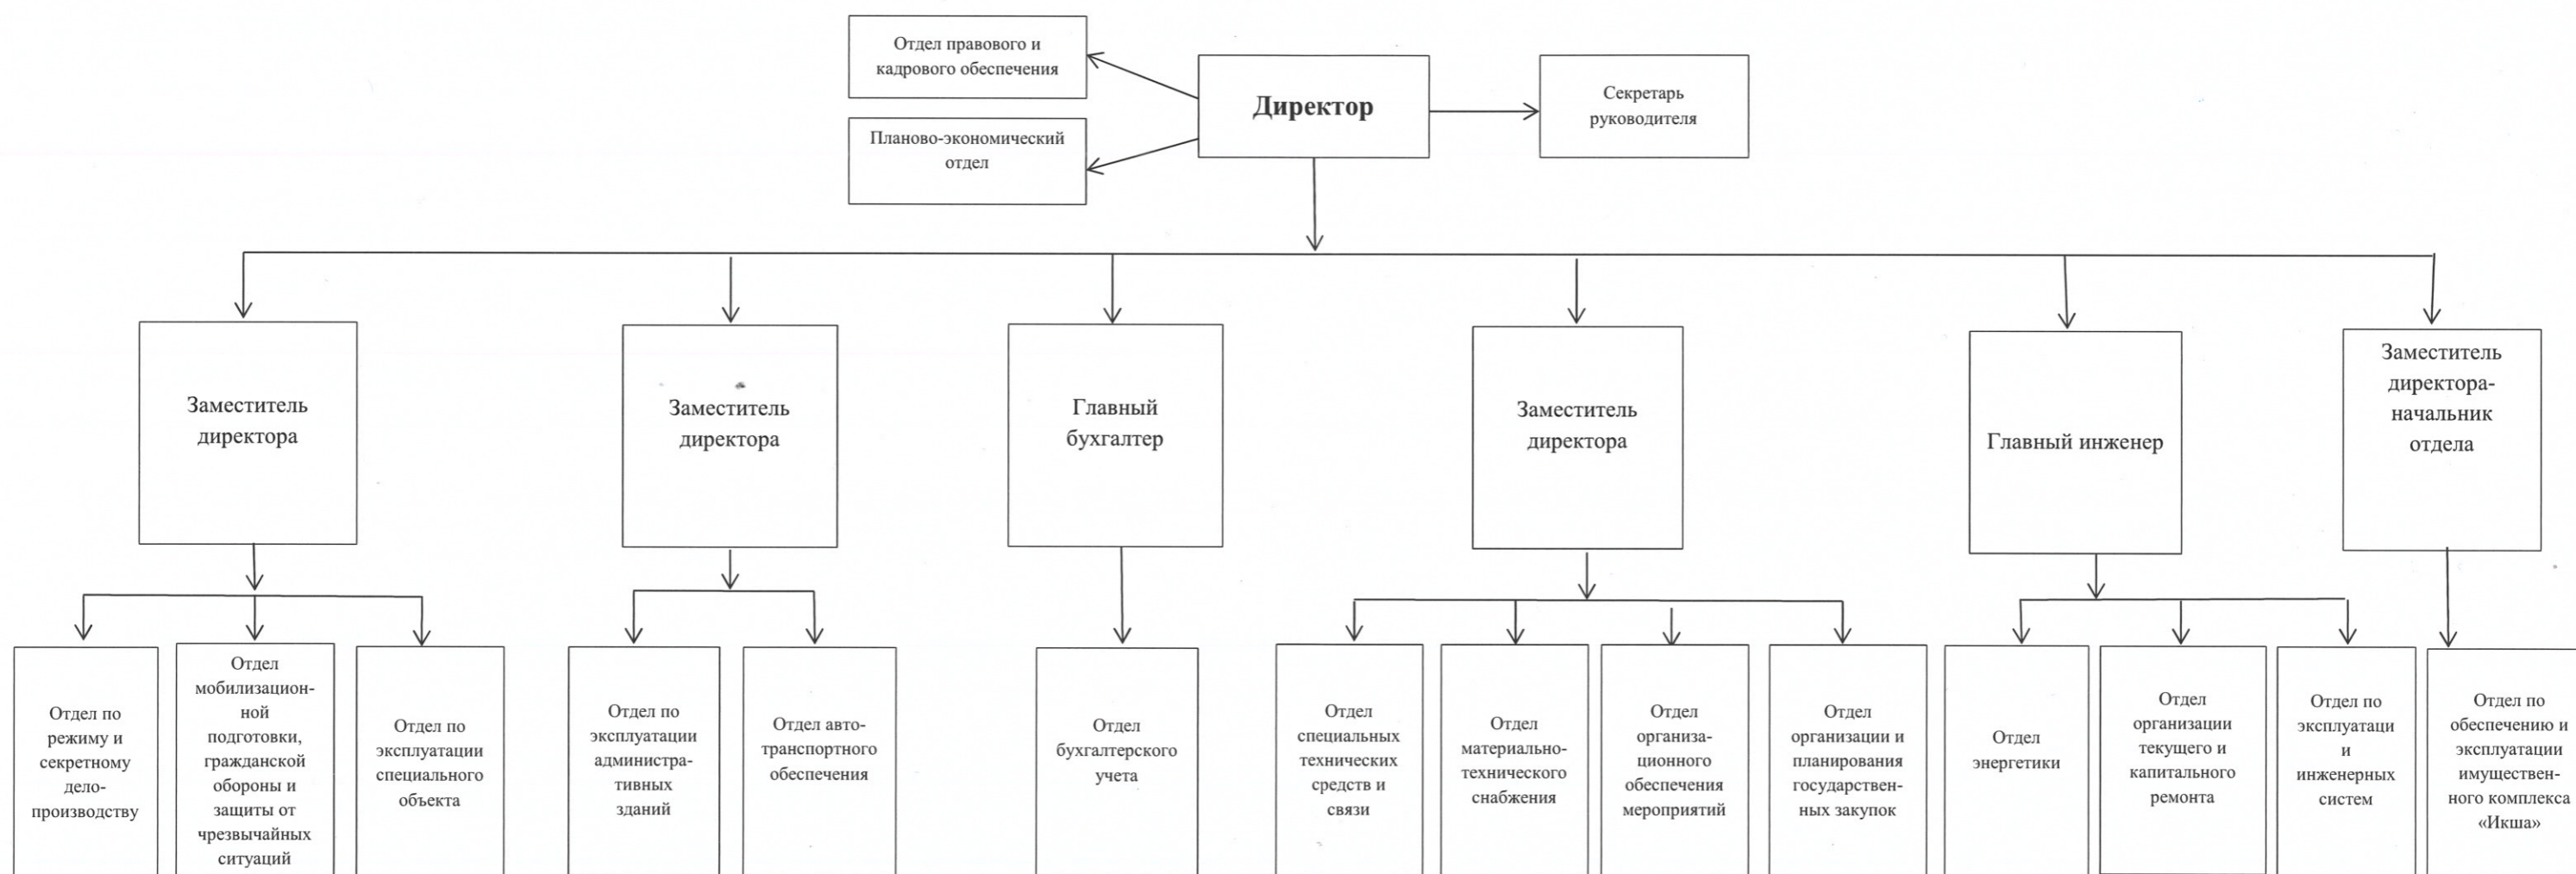 Отдел правового и
кадрового обеспечения
Директор
Секретарь
руководителя
Планово-экономический
отдел
Заместитель
директора
Заместитель
директора
Главный
бухгалтер
Заместитель
директора
Главный инженер
Заместитель
директора-
начальник
отдела
Отдел по
режиму и
секретному
дело-
производству
Отдел
мобилизацион-
ной
подготовки,
гражданской
обороны и
защиты от
чрезвычайных
ситуаций
Отдел по
эксплуатации
специального
объекта
Отдел по
эксплуатации
администра-
тивных
зданий
Отдел авто-
транспортного
обеспечения
Отдел
бухгалтерского
учета
Отдел
специальных
технических
средств и
связи
Отдел
материально-
технического
снабжения
Отдел
организа-
ционного
обеспечения
мероприятий
Отдел
организации и
планирования
государствен-
ных закупок
Отдел
энергетики
Отдел
организации
текущего и
капитального
ремонта
Отдел по
эксплуатаци
и
инженерных
систем
Отдел по
обеспечению и
эксплуатации
имуществен-
ного комплекса
«Икша»